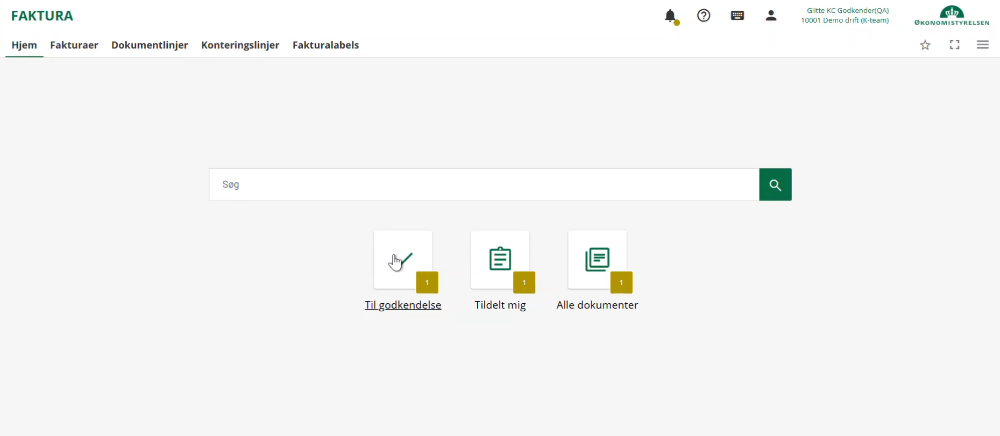 FAKTURA
Giitte KC Godkender(QA)
10001 Demo drift (K-team)
ØKONOMISTYRELSEN
Hjem Fakturaer Dokumentlinjer Konteringslinjer Fakturalabels
Søg
1 1 1
Til godkendelse Tildelt mig Alle dokumenter